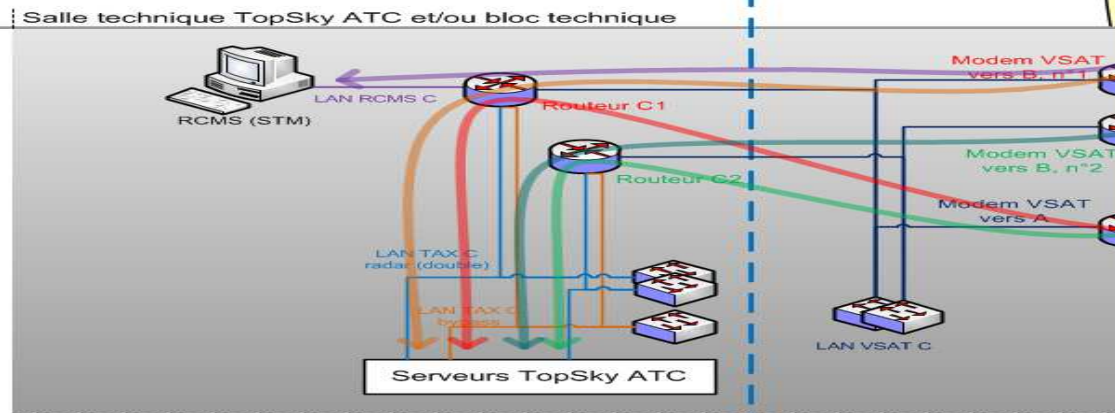 Salle technique TopSky ATC et/ou bloc technique
Modem VSAT
vers B, n°1
LAN RCMS C
Routeur C1
RCMS (STM)
Modem VSAT
vers B, n°2
Routeur C2
Modem VSAT
vers A
LAN TAX C
radar (double)
LAN TAX C
bypass
LAN VSAT C
Serveurs TopSky ATC